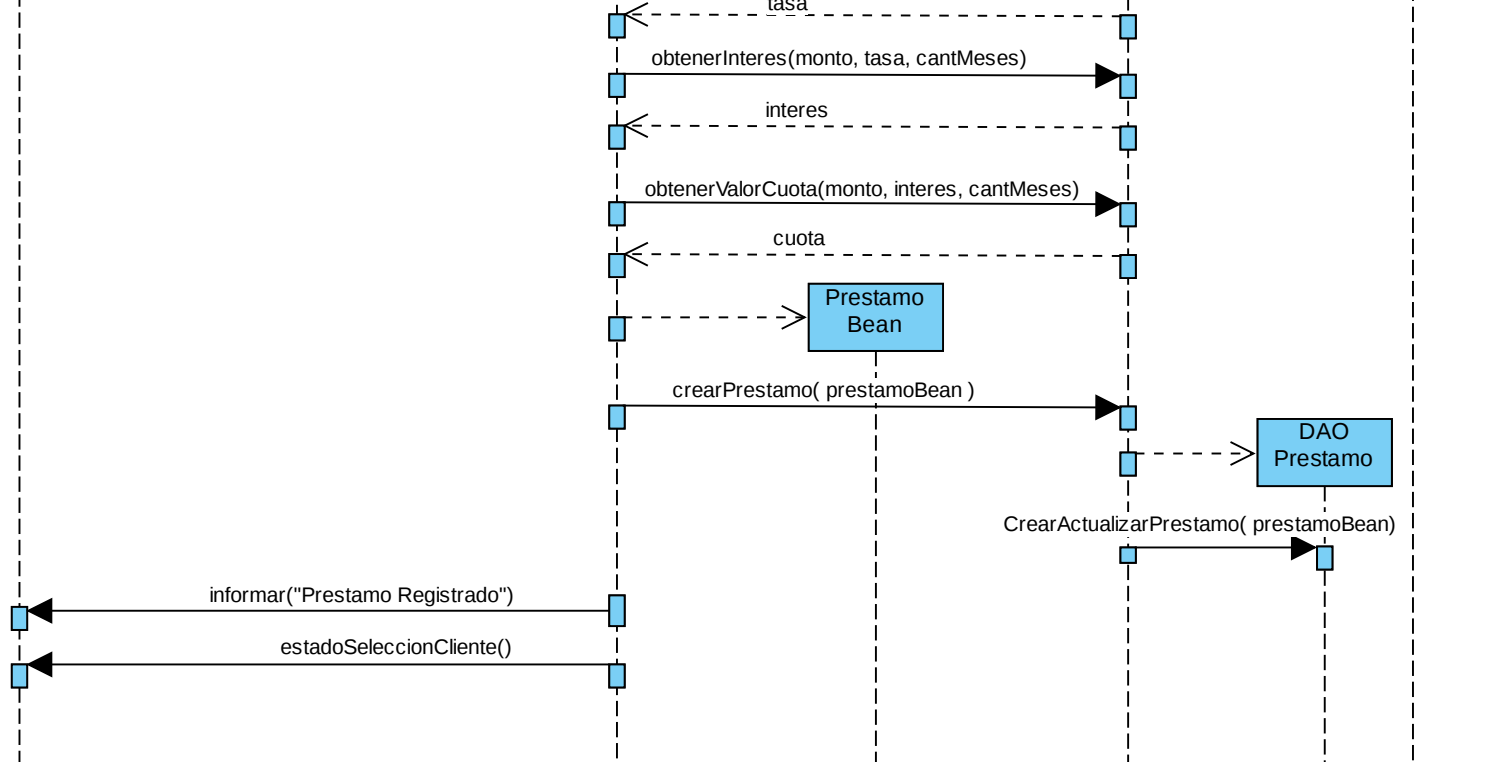 tasa
obtenerInteres(monto, tasa, cantMeses)
interes
obtenerValorCuota(monto, interes, cantMeses)
cuota
Prestamo
Bean
crearPrestamo( prestamoBean )
DAO
Prestamo
CrearActualizarPrestamo( prestamoBean)
informar("Prestamo Registrado")
estadoSeleccionCliente()